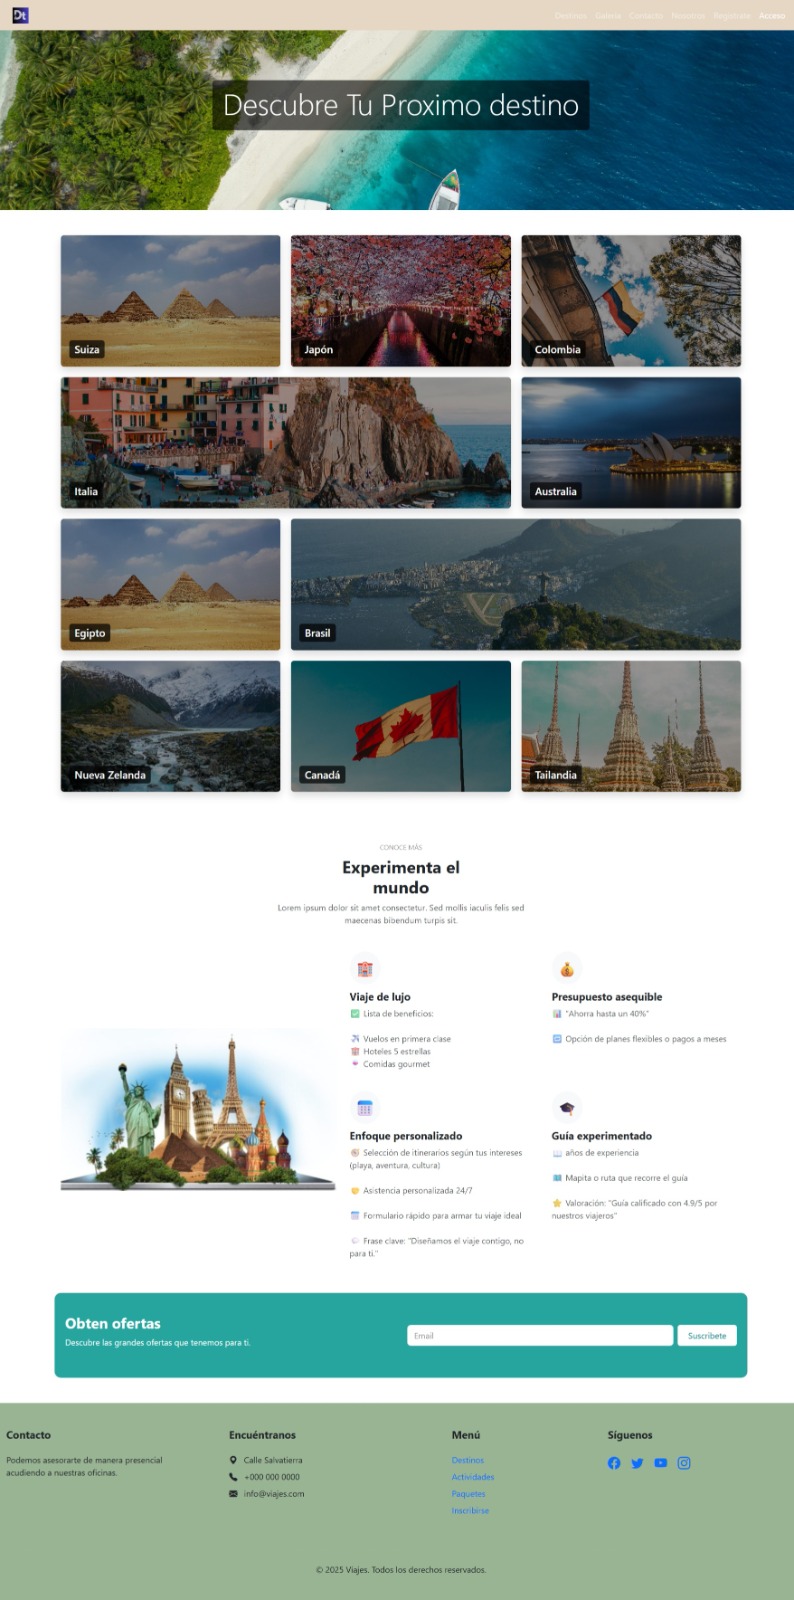 Dt
Destinos Galeria Contacto Nosotros Registrate Acceso
Descubre Tu Proximo destino
Suiza
Japón
Colombia
Italia
Australia
Egipto
Brasil
Nueva Zelanda
Canadá
Tailandia
CONOCE MÁS
Experimenta el
mundo
Lorem ipsum dolor sit amet consectetur. Sed mollis iaculis felis sed
maecenas bibendum turpis sit.
Viaje de lujo
Lista de beneficios:
Vuelos en primera clase
Hoteles 5 estrellas
Comidas gourmet
Presupuesto asequible
"Ahorra hasta un 40%"
Opción de planes flexibles o pagos a meses
Enfoque personalizado
Selección de itinerarios según tus intereses
(playa, aventura, cultura)
Asistencia personalizada 24/7
Formulario rápido para armar tu viaje ideal
Frase clave: "Diseñamos el viaje contigo, no
para ti."
Guía experimentado
años de experiencia
Mapita o ruta que recorre el guía
Valoración: "Guía calificado con 4.9/5 por
nuestros viajeros"
Obten ofertas
Descubre las grandes ofertas que tenemos para ti.
Email
Suscribete
Contacto
Podemos asesorarte de manera presencial
acudiendo a nuestras oficinas.
Encuéntranos
Calle Salvatierra
+000 000 0000
info@viajes.com
Menú
Destinos
Actividades
Paquetes
Inscribirse
Síguenos
© 2025 Viajes. Todos los derechos reservados.